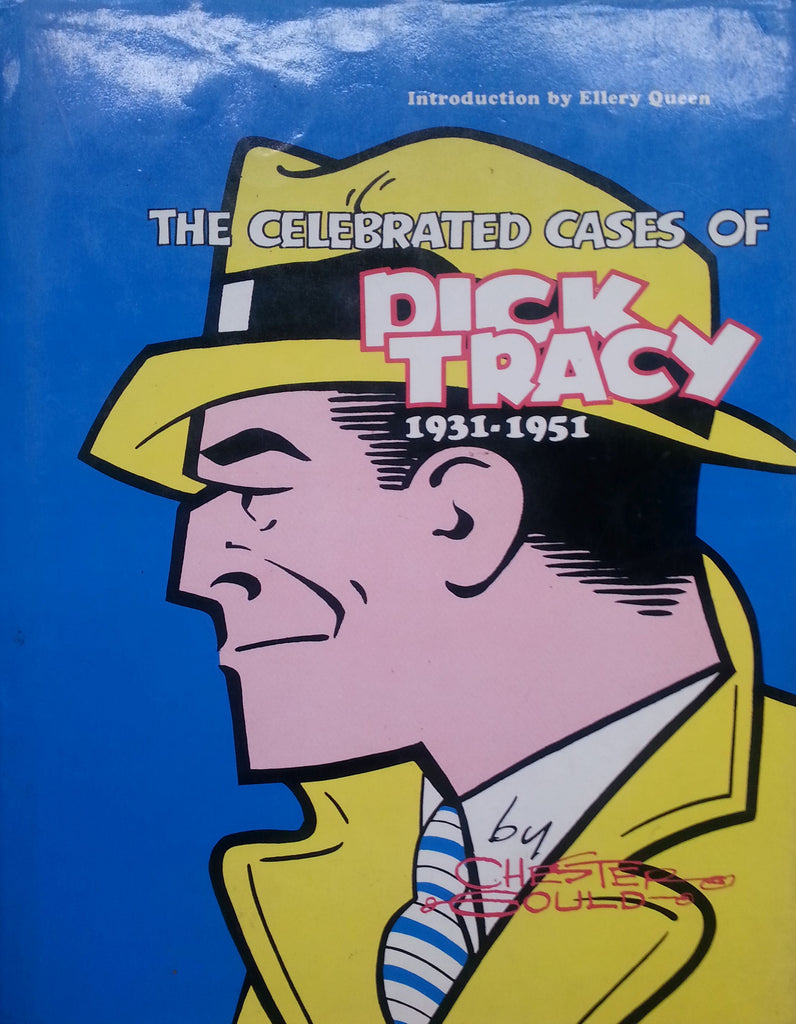 Introduction by Ellery Queen
THE CELEBRATED CASES OF
DICK
TRACY
1931-1951
by
CHESTER
GOULD